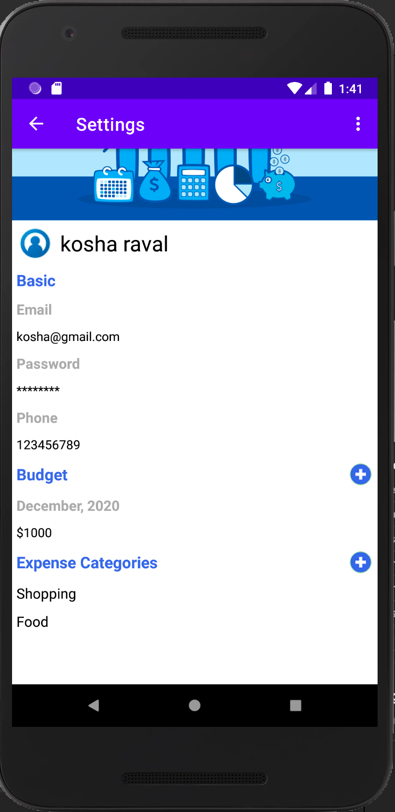 1:41
Settings
$
$
kosha raval
Basic
Email
kosha@gmail.com
Password
********
Phone
123456789
Budget
December, 2020
$1000
Expense Categories
Shopping
Food